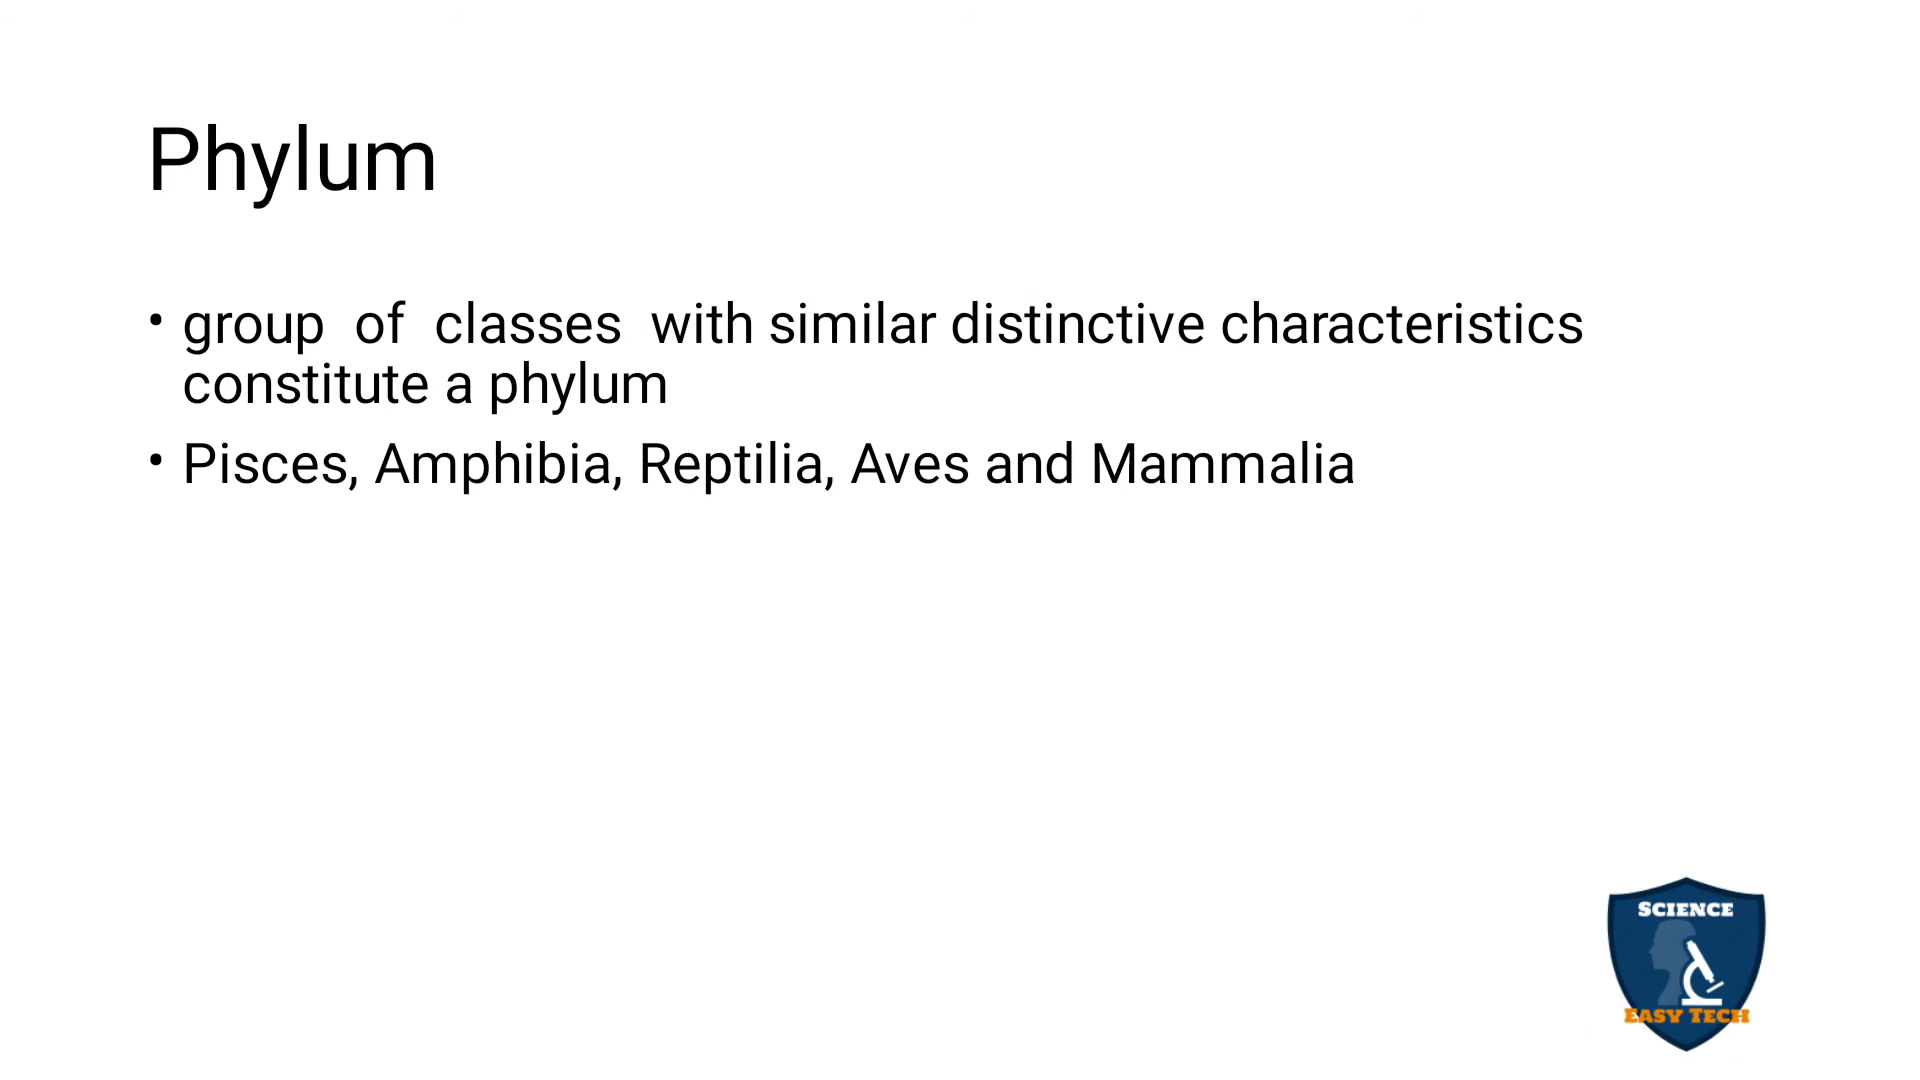 Phylum
• group  of  classes  with similar distinctive characteristics
constitute a phylum
• Pisces, Amphibia, Reptilia, Aves and Mammalia
SCIENCE
EASY TECH